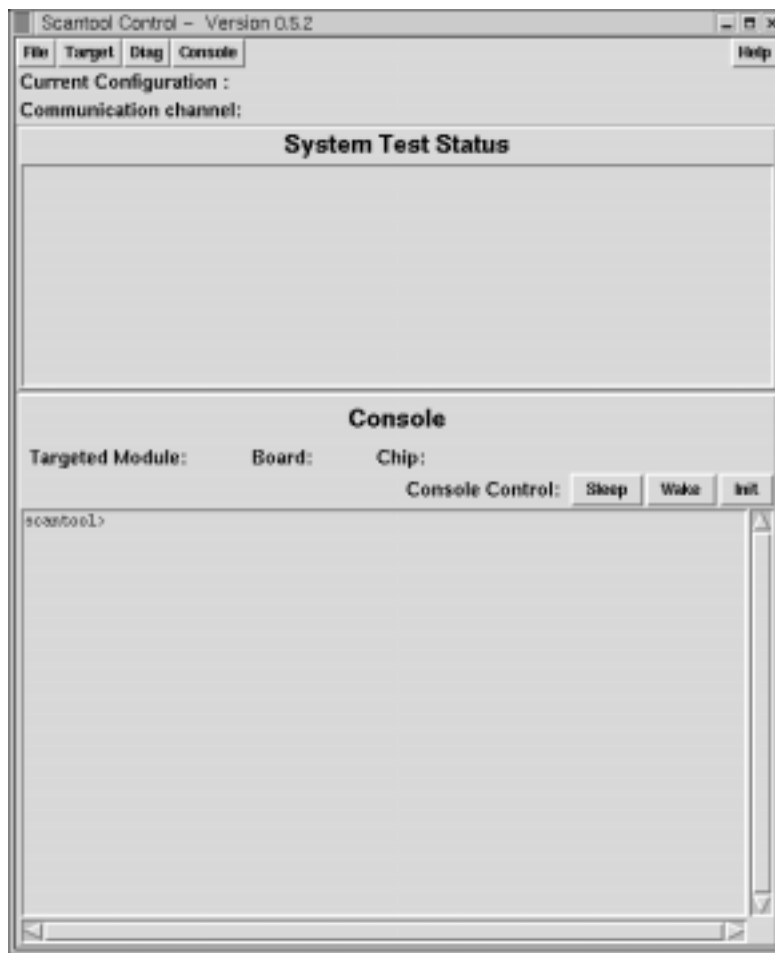 Scantool Control – Version 0.5.2
File Target Diag Console Help
Current Configuration :
Communication channel:
System Test Status
Console
Targeted Module: Board: Chip:
Console Control: Sleep Wake Init
scantool>